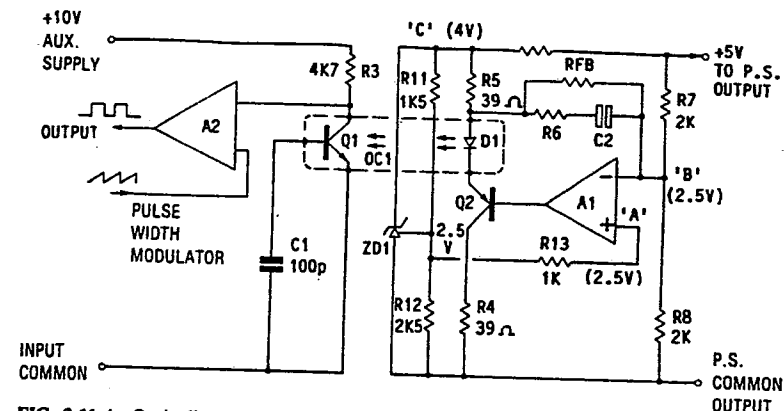 +10V
AUX.
SUPPLY
4K7
R3
'C' (4V)
R11
1K5
R5
39 Ω
RFB
R6
C2
R7
2K
+5V
TO P.S.
OUTPUT
OUTPUT
A2
Q1
OC1
D1
'B'
(2.5V)
Q2
A1
−
+
'A'
PULSE
WIDTH
MODULATOR
C1
100p
ZD1
2.5
V
R13
1K
(2.5V)
R12
2K5
R4
39 Ω
R8
2K
INPUT
COMMON
P.S.
COMMON
OUTPUT